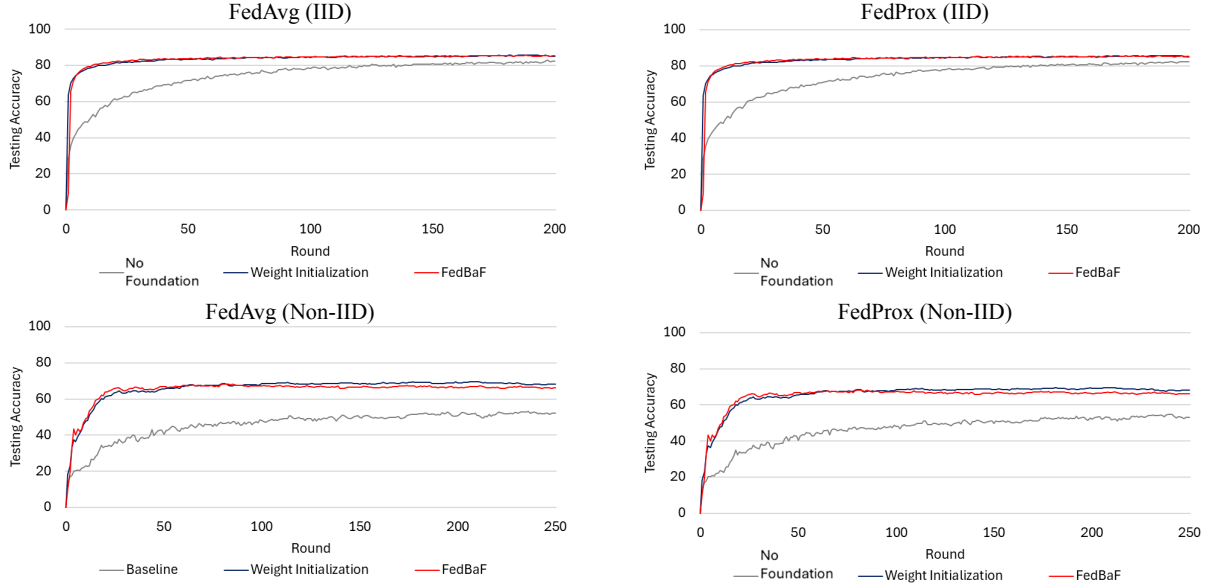 FedAvg (IID)
100
80
60
40
20
0
Testing Accuracy
0 50 100 150 200
Round
No Foundation
Weight Initialization
FedBaF
FedProx (IID)
100
80
60
40
20
0
Testing Accuracy
0 50 100 150 200
Round
No
Foundation
Weight Initialization
FedBaF
FedAvg (Non-IID)
100
80
60
40
20
0
Testing Accuracy
0 50 100 150 200 250
Round
Baseline
Weight Initialization
FedBaF
FedProx (Non-IID)
100
80
60
40
20
0
Testing Accuracy
0 50 100 150 200 250
Round
No
Foundation
Weight Initialization
FedBaF